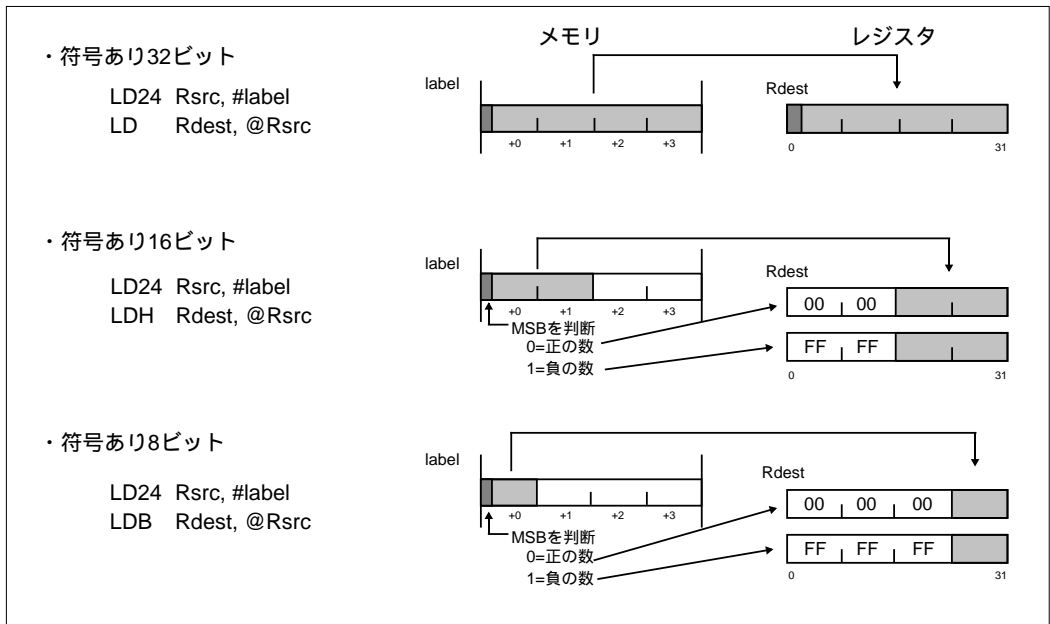 メモリ レジスタ
・符号あり32ビット
LD24 Rsrc, #label
LD Rdest, @Rsrc
label
+0 +1 +2 +3
Rdest
0 31
・符号あり16ビット
LD24 Rsrc, #label
LDH Rdest, @Rsrc
label
+0 +1 +2 +3
MSBを判断
0=正の数
1=負の数
Rdest
00 00
FF FF
0 31
・符号あり8ビット
LD24 Rsrc, #label
LDB Rdest, @Rsrc
label
+0 +1 +2 +3
MSBを判断
0=正の数
1=負の数
Rdest
00 00 00
FF FF FF
0 31